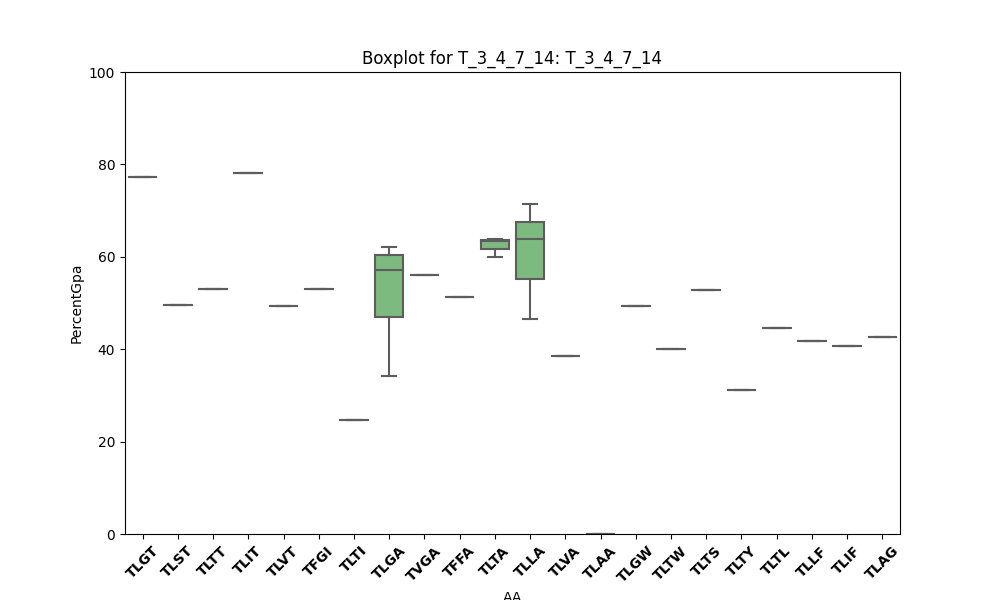 Boxplot for T_3_4_7_14: T_3_4_7_14
100
80
60
40
20
0
PercentGpa
TLGT TLST TLTT TLIT TLVT TFGI TLTI TLGA TVGA TFFA TLTA TLLA TLVA TLAA TLGW TLTW TLTS TLTY TLTL TLLF TLIF TLAG
AA